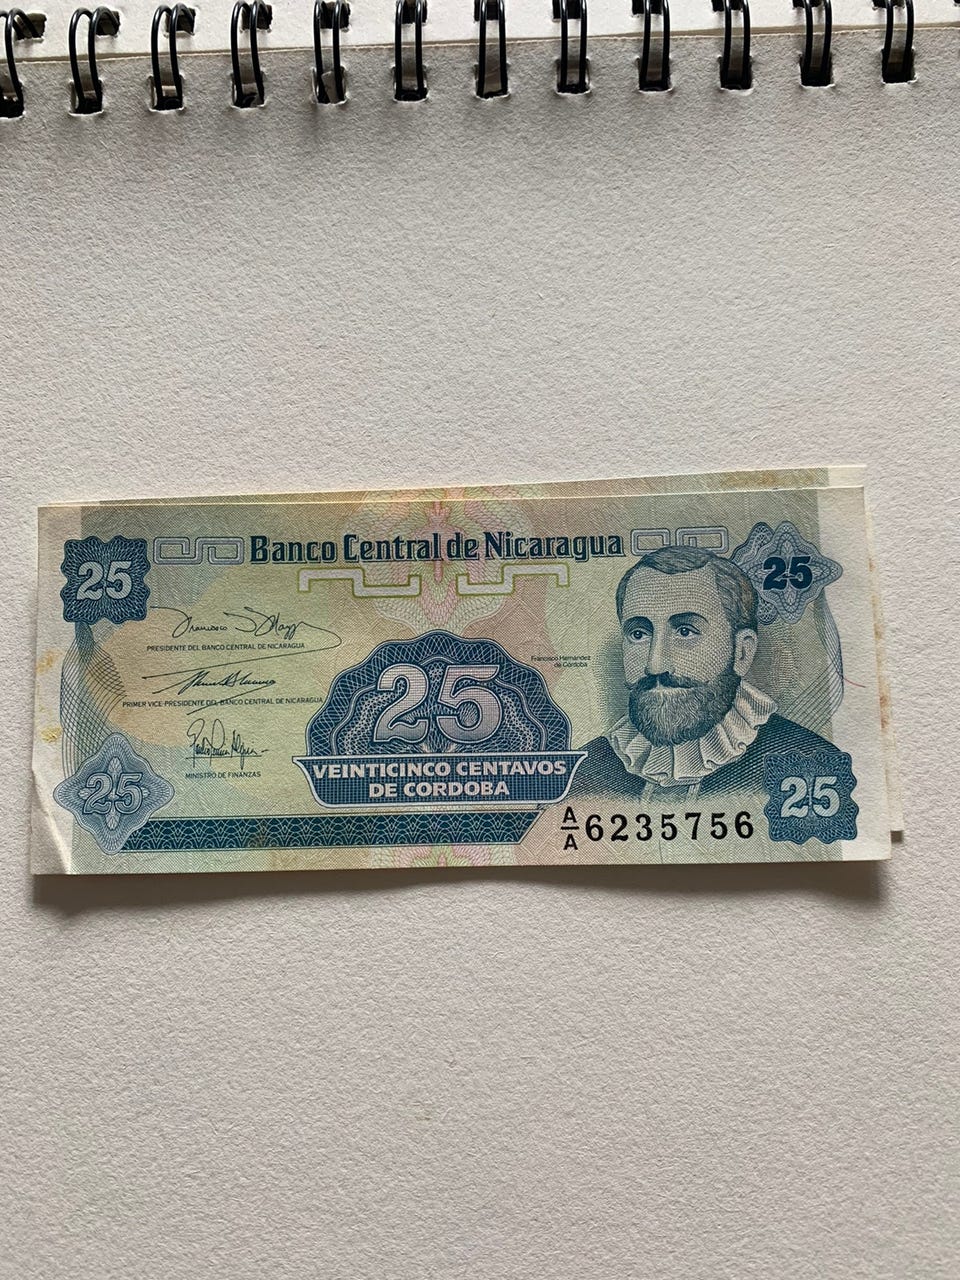 Banco Central de Nicaragua
25
25
PRESIDENTE DEL BANCO CENTRAL DE NICARAGUA
Francisco Hernandez
de Córdoba
PRIMER VICE PRESIDENTE DEL BANCO CENTRAL DE NICARAGUA
25
MINISTRO DE FINANZAS
VEINTICINCO CENTAVOS
DE CORDOBA
25
25
A/A 6235756